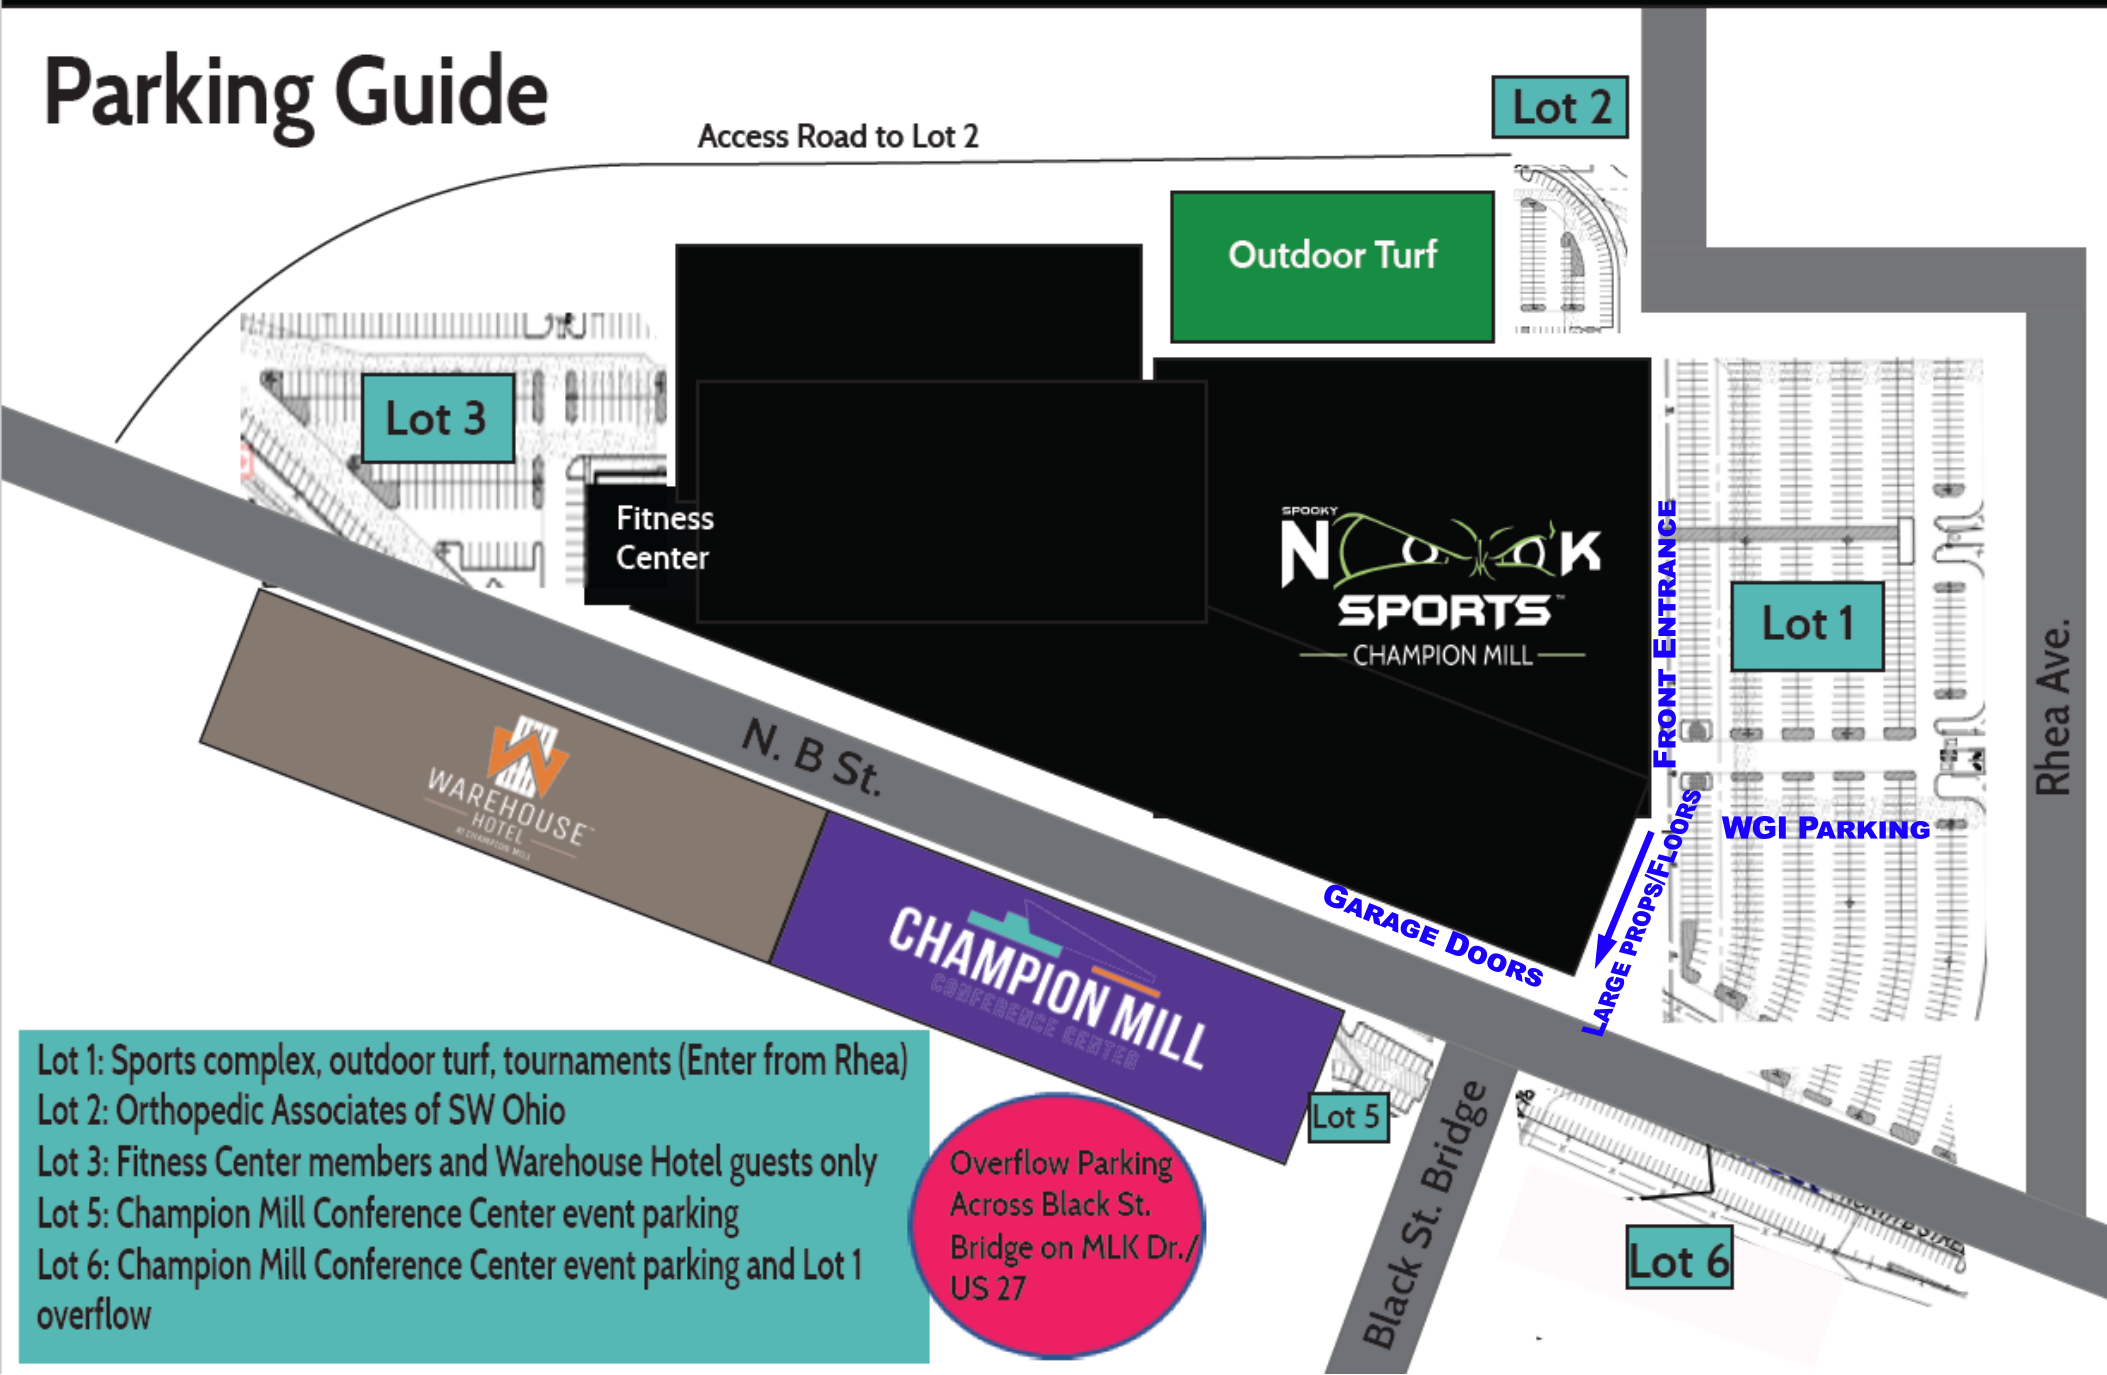 Parking Guide
Access Road to Lot 2
Lot 2
Outdoor Turf
Lot 3
Fitness
Center
SPOOKY
NOOK
SPORTS™
CHAMPION MILL
FRONT ENTRANCE
Lot 1
Rhea Ave.
WGI PARKING
LARGE PROPS/FLOORS
GARAGE DOORS
N. B St.
WAREHOUSE™
HOTEL
AT CHAMPION MILL
CHAMPION MILL
CONFERENCE CENTER
Lot 5
Black St. Bridge
Lot 6
Lot 1: Sports complex, outdoor turf, tournaments (Enter from Rhea)
Lot 2: Orthopedic Associates of SW Ohio
Lot 3: Fitness Center members and Warehouse Hotel guests only
Lot 5: Champion Mill Conference Center event parking
Lot 6: Champion Mill Conference Center event parking and Lot 1
overflow
Overflow Parking
Across Black St.
Bridge on MLK Dr./
US 27